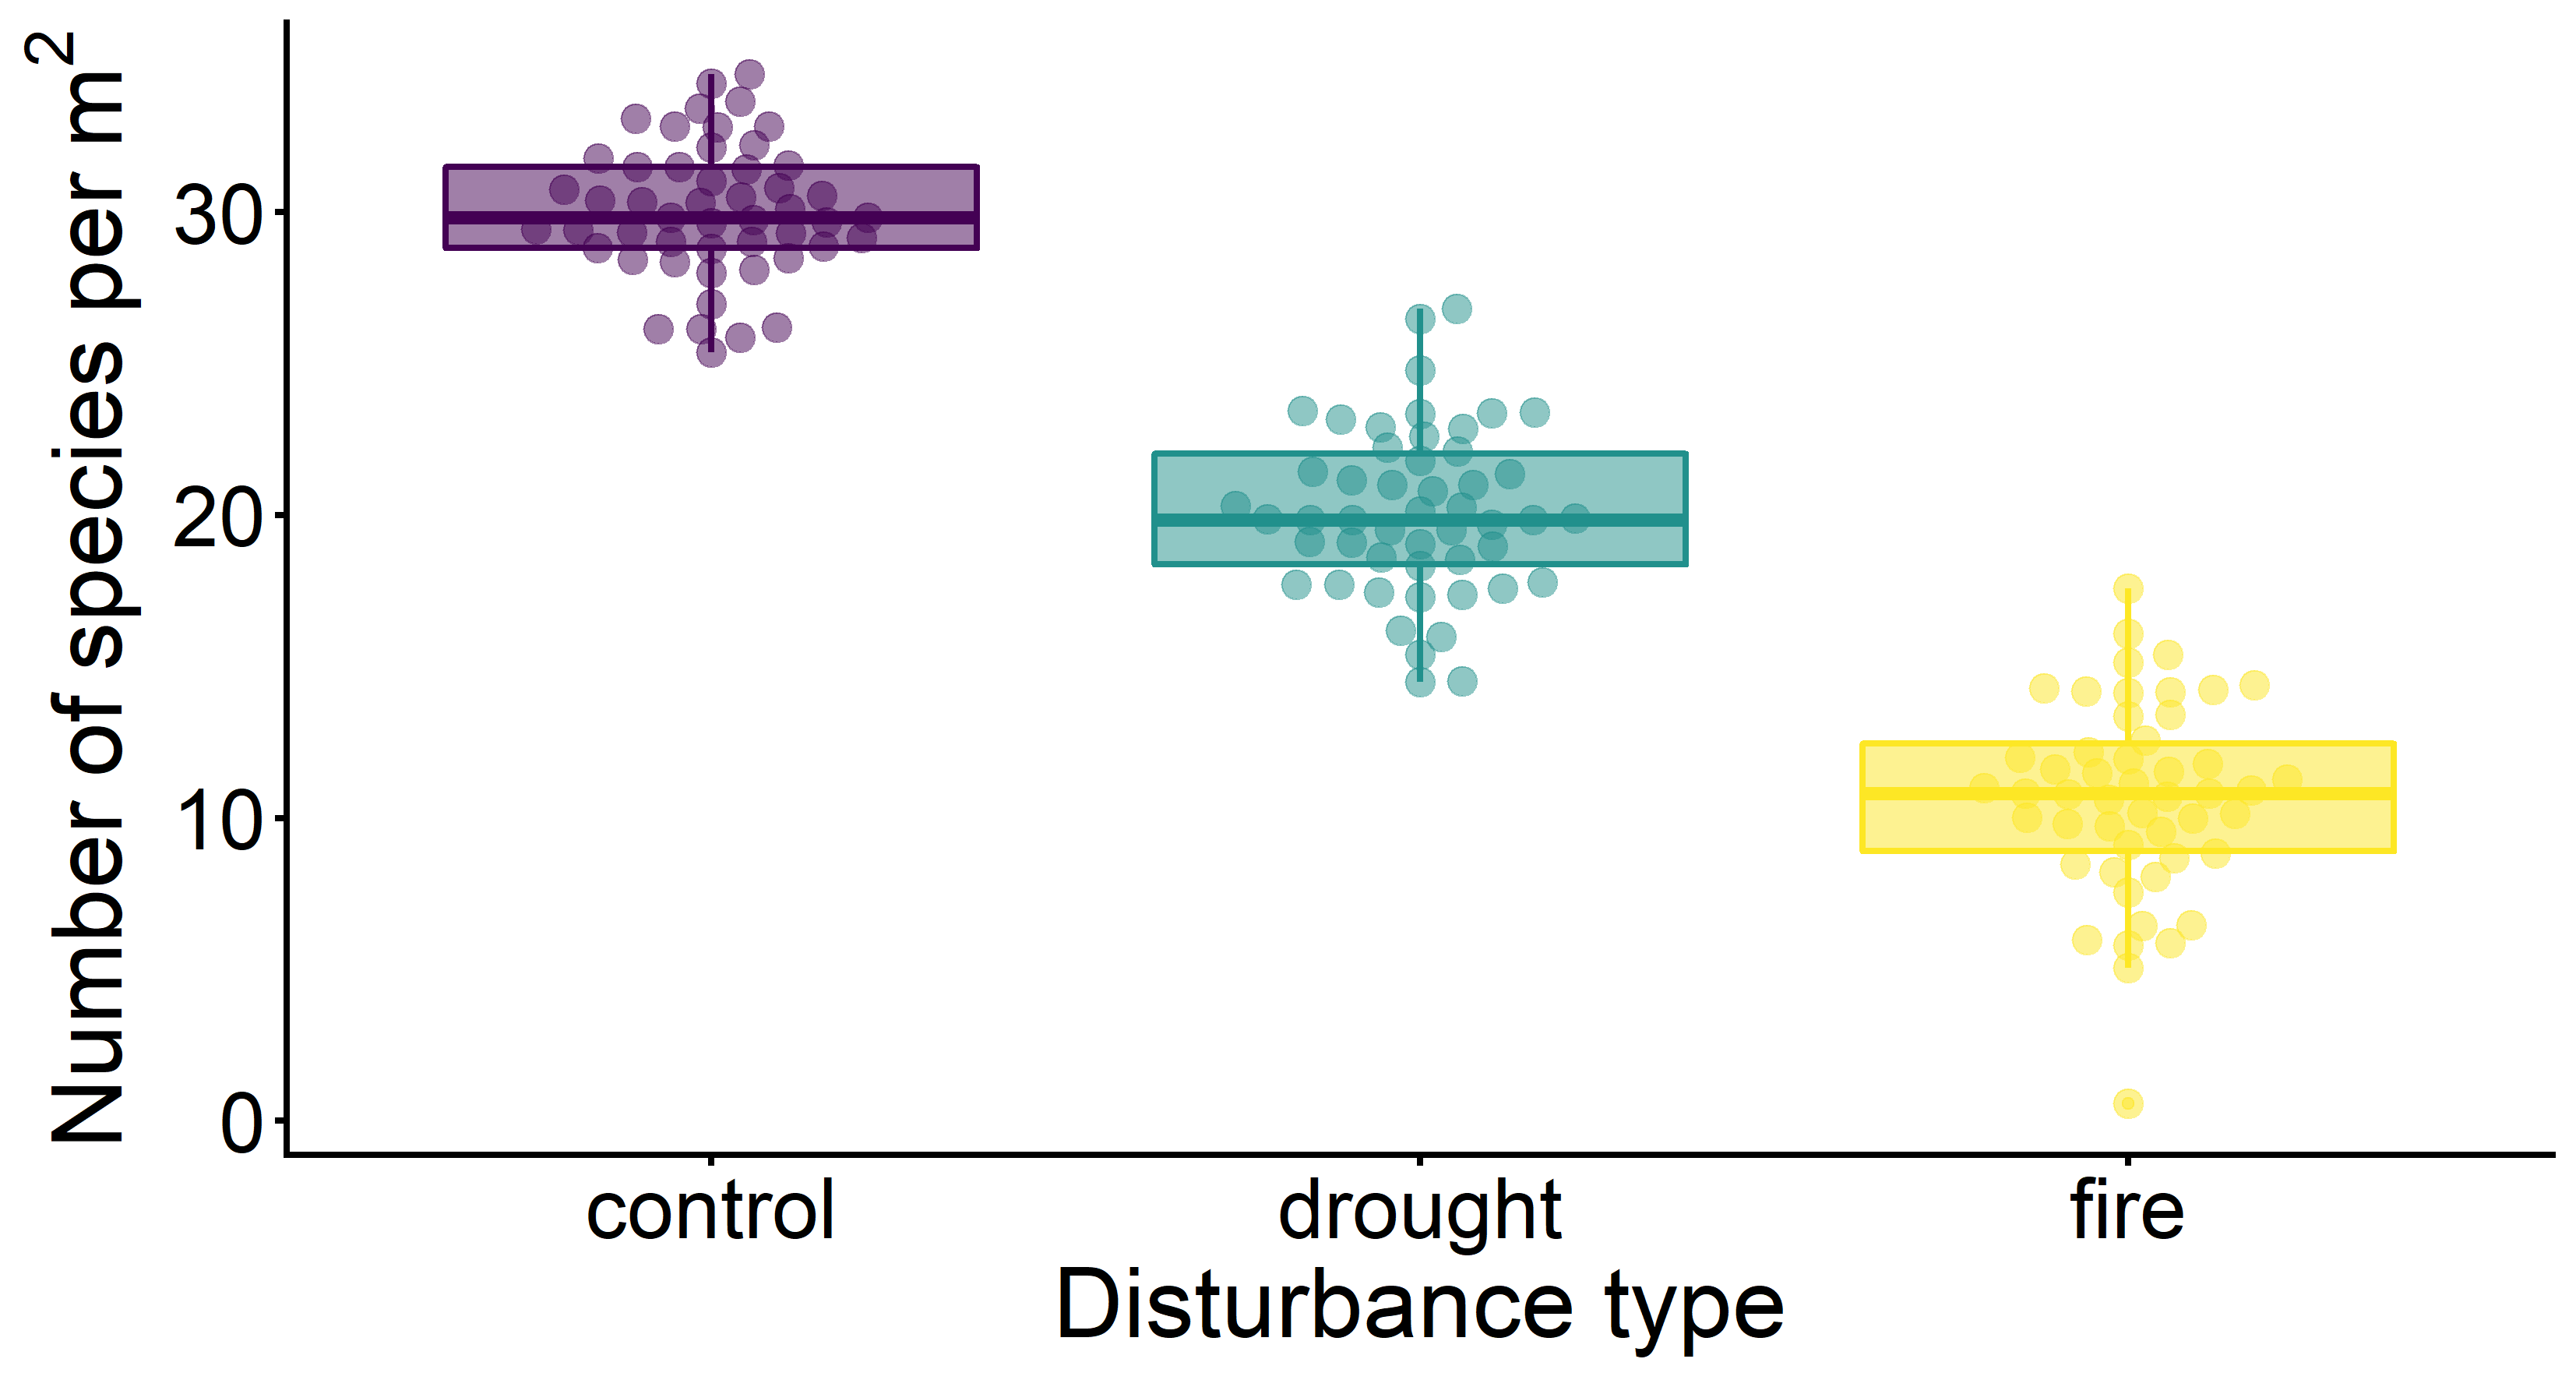 Number of species per m²
30
20
10
0
control drought fire
Disturbance type